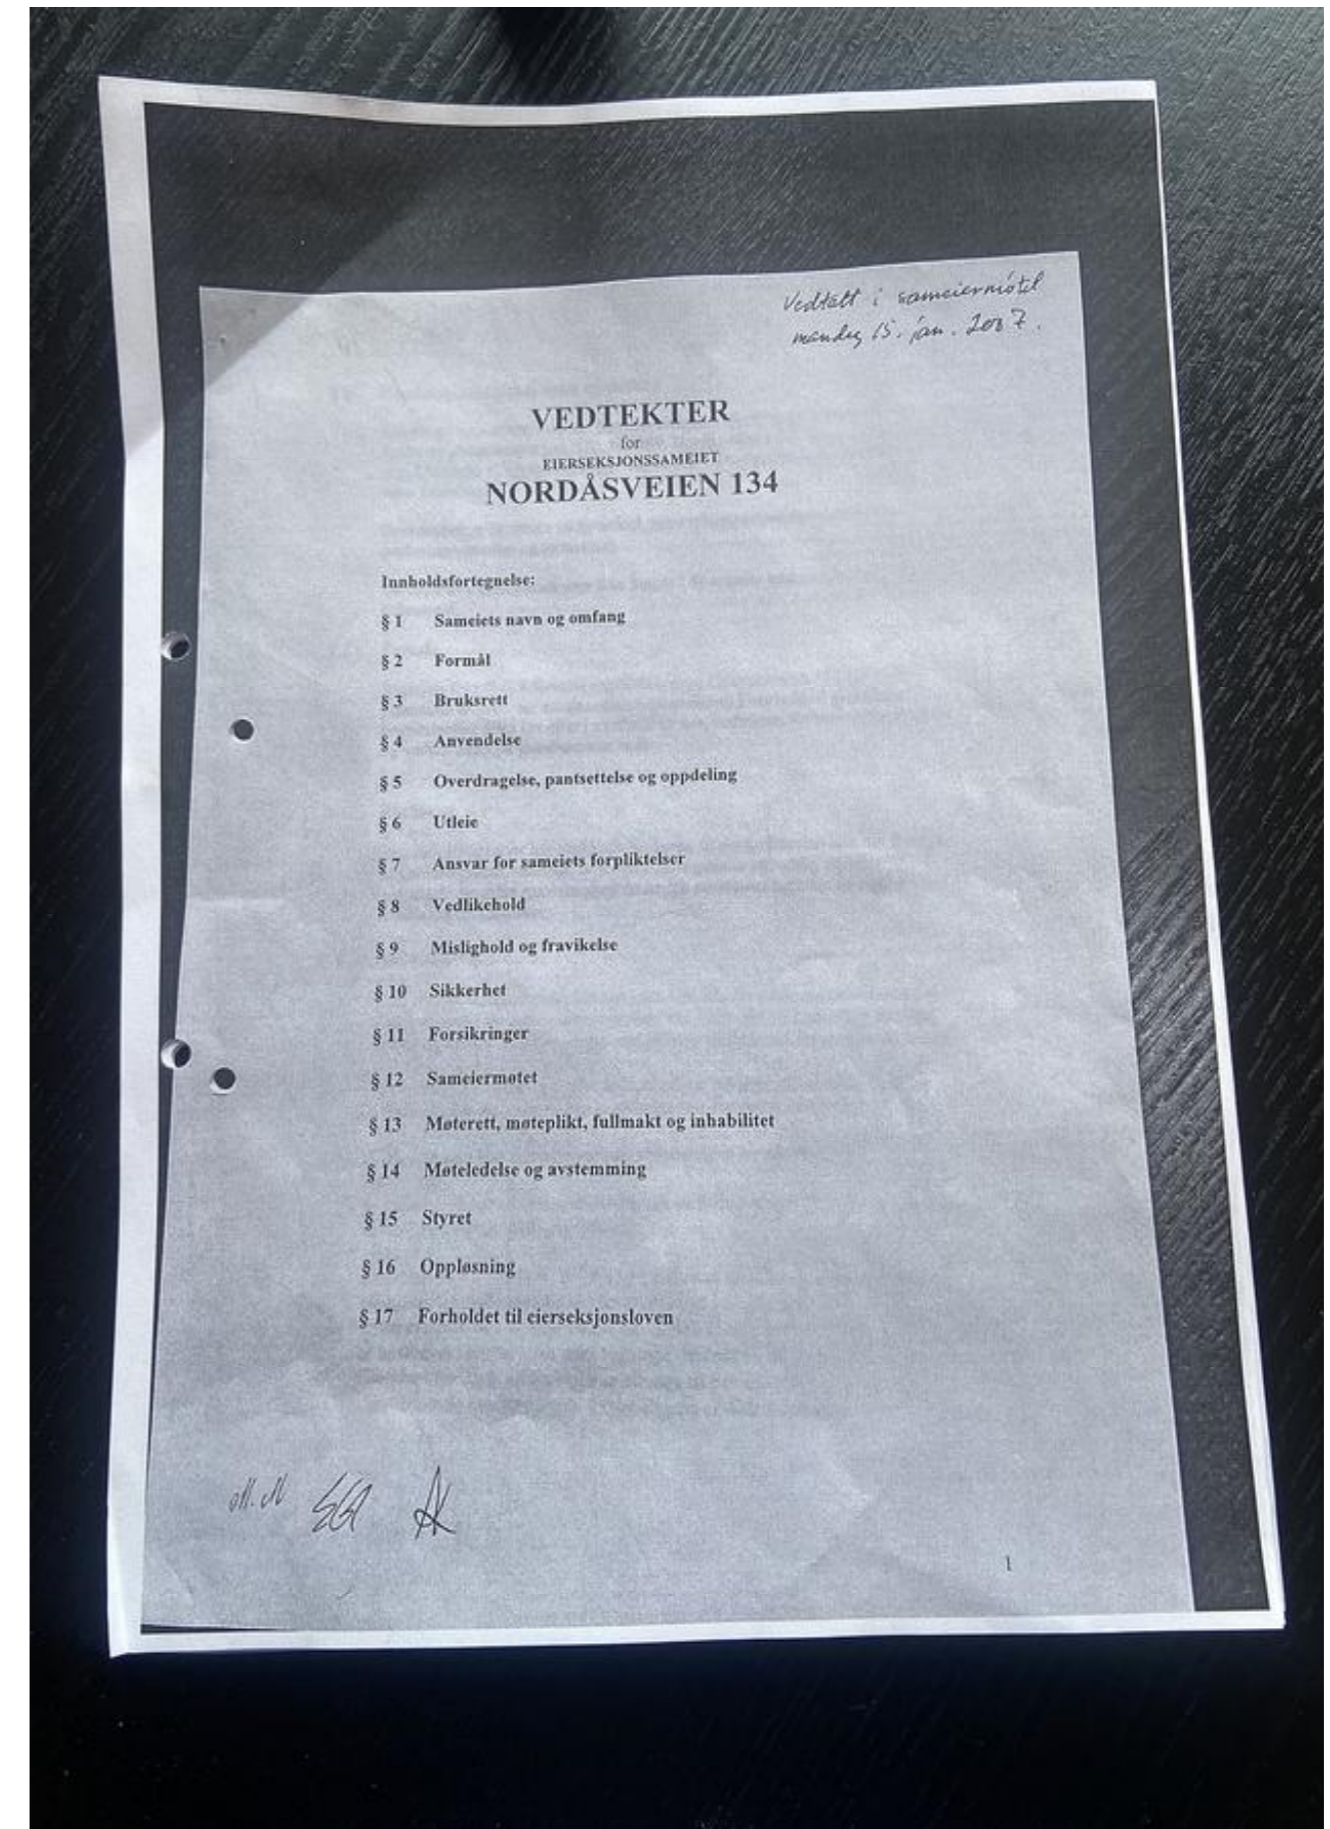 Vedtatt i sameiermøtet
mandag 15. jan. 2007.
VEDTEKTER
for
EIERSEKSJONSSAMEIET
NORDÅSVEIEN 134
Innholdsfortegnelse:
§ 1 Sameiets navn og omfang
§ 2 Formål
§ 3 Bruksrett
§ 4 Anvendelse
§ 5 Overdragelse, pantsettelse og oppdeling
§ 6 Utleie
§ 7 Ansvar for sameiets forpliktelser
§ 8 Vedlikehold
§ 9 Mislighold og fravikelse
§ 10 Sikkerhet
§ 11 Forsikringer
§ 12 Sameiermøtet
§ 13 Møterett, møteplikt, fullmakt og inhabilitet
§ 14 Møteledelse og avstemming
§ 15 Styret
§ 16 Oppløsning
§ 17 Forholdet til eierseksjonsloven
1